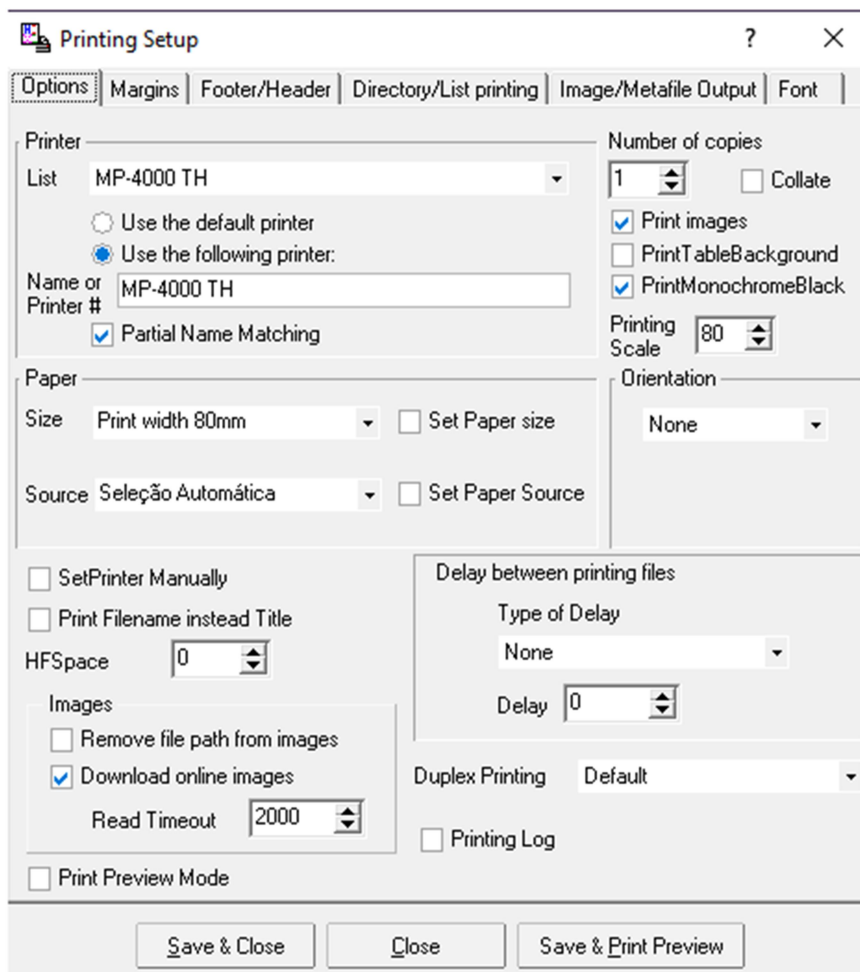 Printing Setup ? ×
Options Margins Footer/Header Directory/List printing Image/Metafile Output Font
Printer
List MP-4000 TH
Use the default printer
Use the following printer:
Name or Printer # MP-4000 TH
Partial Name Matching
Number of copies
1 Collate
Print images
PrintTableBackground
PrintMonochromeBlack
Printing Scale 80
Paper
Size Print width 80mm Set Paper size
Source Seleção Automática Set Paper Source
Orientation
None
SetPrinter Manually
Print Filename instead Title
HFSpace 0
Images
Remove file path from images
Download online images
Read Timeout 2000
Print Preview Mode
Delay between printing files
Type of Delay
None
Delay 0
Duplex Printing Default
Printing Log
Save & Close Close Save & Print Preview